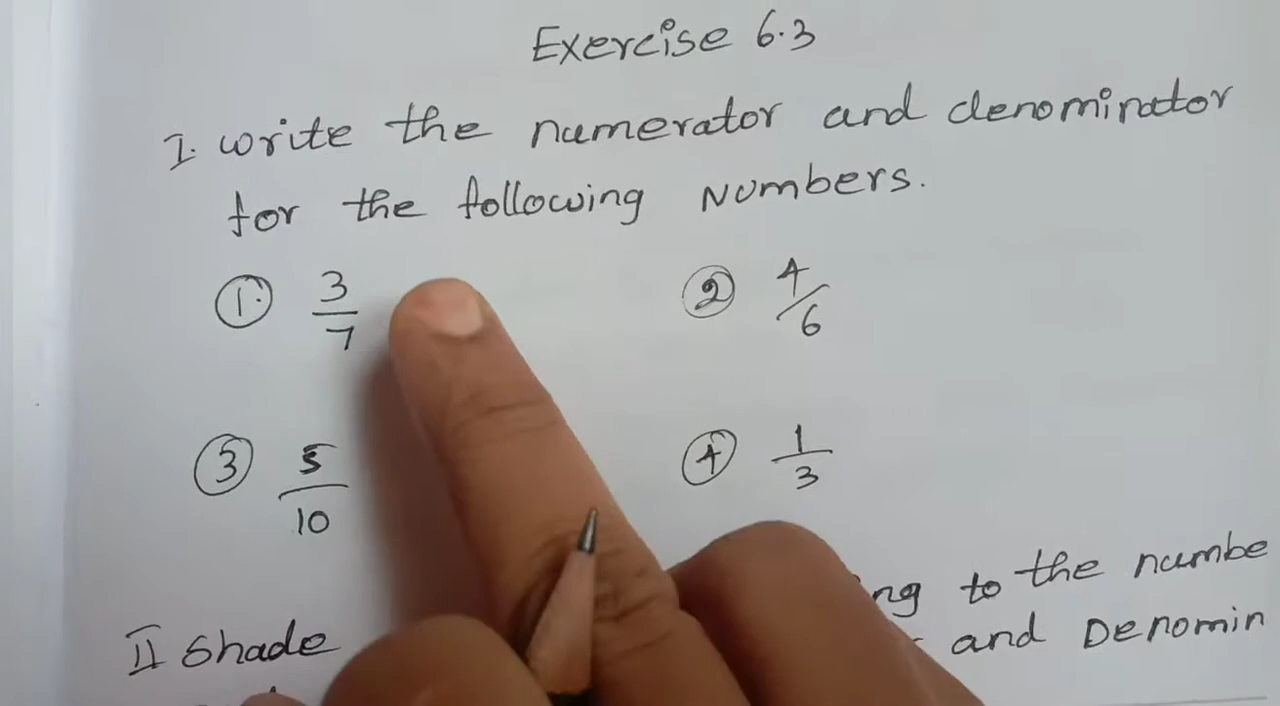 Exercise 6.3
I. write the numerator and denominator
for the following Numbers.
① 3/7 ② 4/6
③ 5/10 ④ 1/3
II Shade to the numbe
and Denomin